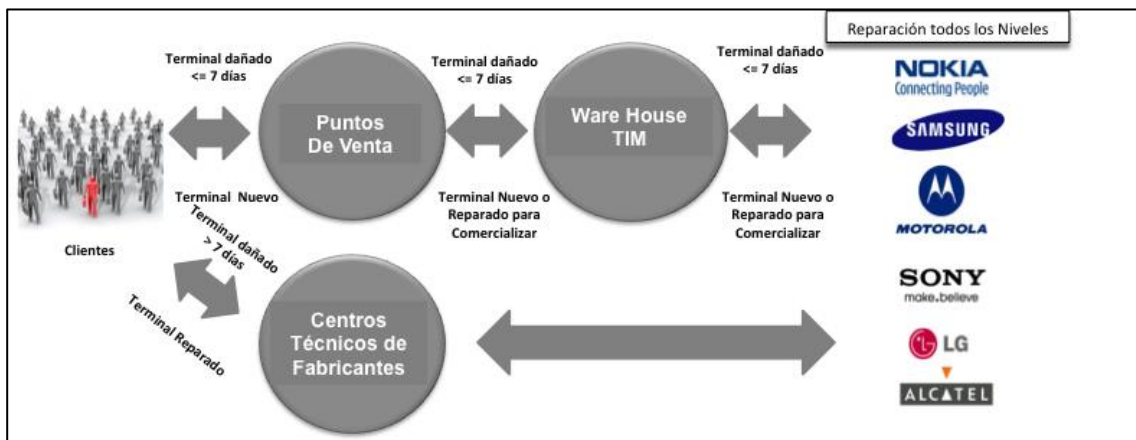 Reparación todos los Niveles
Terminal dañado
<= 7 días
Terminal dañado
<= 7 días
Terminal dañado
<= 7 días
Puntos
De Venta
Ware House
TIM
Terminal Nuevo
Terminal Nuevo o
Reparado para
Comercializar
Terminal Nuevo o
Reparado para
Comercializar
Clientes
Terminal dañado
> 7 días
Terminal Reparado
Centros
Técnicos de
Fabricantes
NOKIA
Connecting People
SAMSUNG
MOTOROLA
SONY
make.believe
LG
ALCATEL